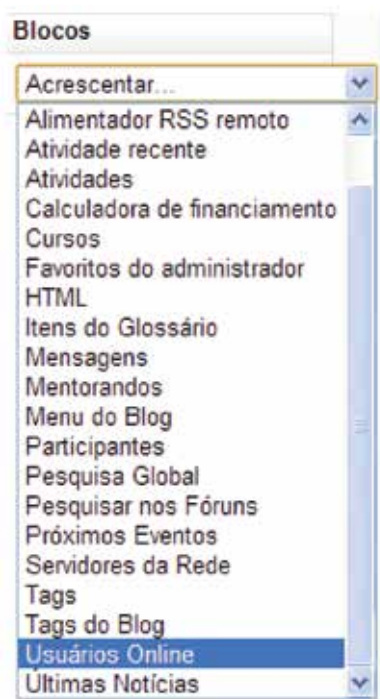 Blocos
Acrescentar...
Alimentador RSS remoto
Atividade recente
Atividades
Calculadora de financiamento
Cursos
Favoritos do administrador
HTML
Itens do Glossário
Mensagens
Mentorandos
Menu do Blog
Participantes
Pesquisa Global
Pesquisar nos Fóruns
Próximos Eventos
Servidores da Rede
Tags
Tags do Blog
Usuários Online
Últimas Notícias